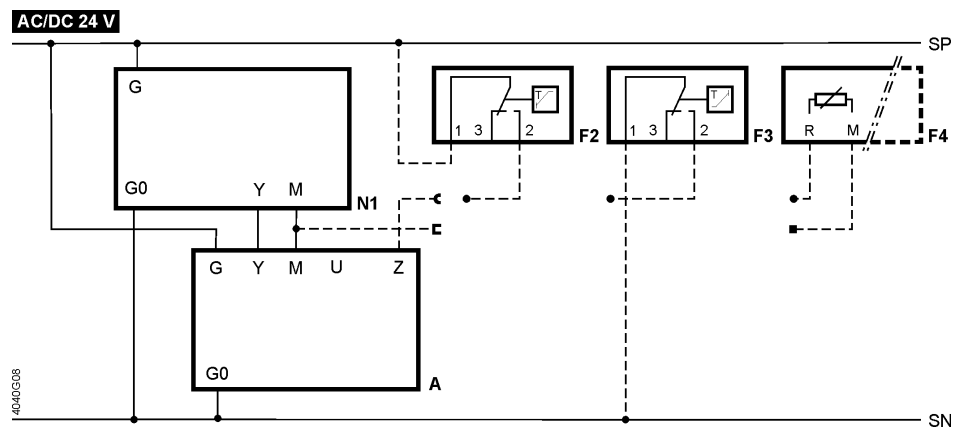 AC/DC 24 V
SP
G
T
T
1 3 2 F2
1 3 2 F3
R M F4
G0 Y M N1
G Y M U Z
G0 A
4040G08
SN